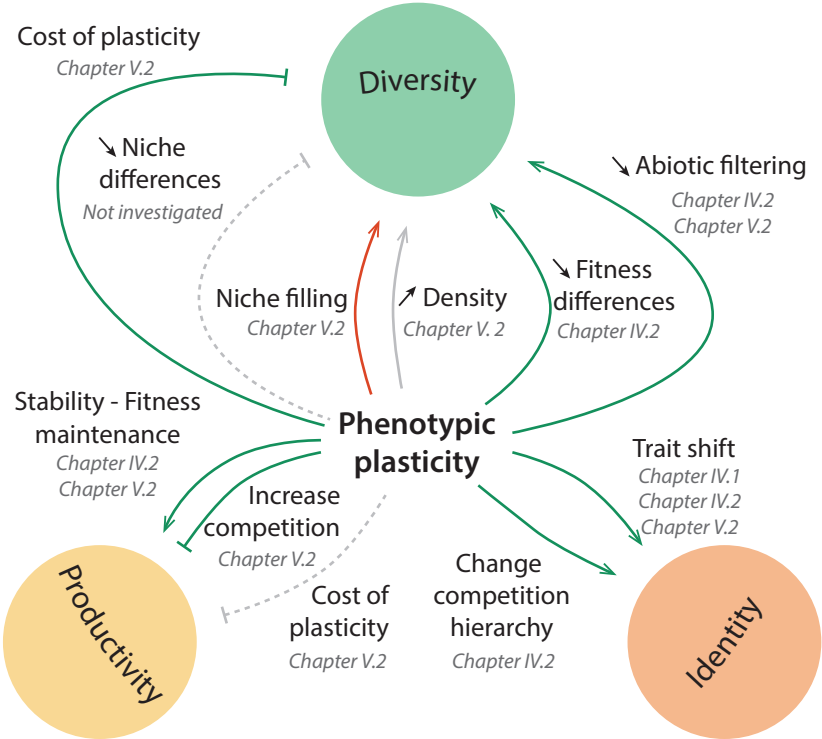 Cost of plasticity
Chapter V.2
Diversity
↘ Niche
differences
Not investigated
↘ Abiotic filtering
Chapter IV.2
Chapter V.2
Niche filling
Chapter V.2
↗ Density
Chapter V. 2
↘ Fitness
differences
Chapter IV.2
Phenotypic
plasticity
Stability - Fitness
maintenance
Chapter IV.2
Chapter V.2
Trait shift
Chapter IV.1
Chapter IV.2
Chapter V.2
Increase
competition
Chapter V.2
Productivity
Cost of
plasticity
Chapter V.2
Change
competition
hierarchy
Chapter IV.2
Identity